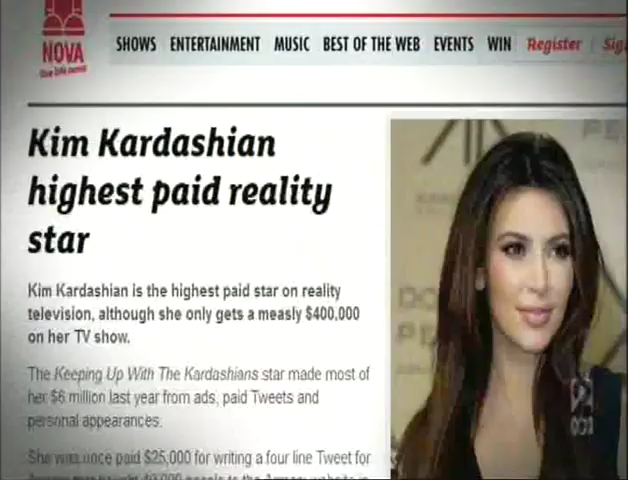 NOVA
SHOWS ENTERTAINMENT MUSIC BEST OF THE WEB EVENTS WIN Register
Kim Kardashian
highest paid reality
star
Kim Kardashian is the highest paid star on reality
television, although she only gets a measly $400,000
on her TV show.
The Keeping Up With The Kardashians star made most of
her $6 million last year from ads, paid Tweets and
personal appearances.
She was once paid $25,000 for writing a four line Tweet for